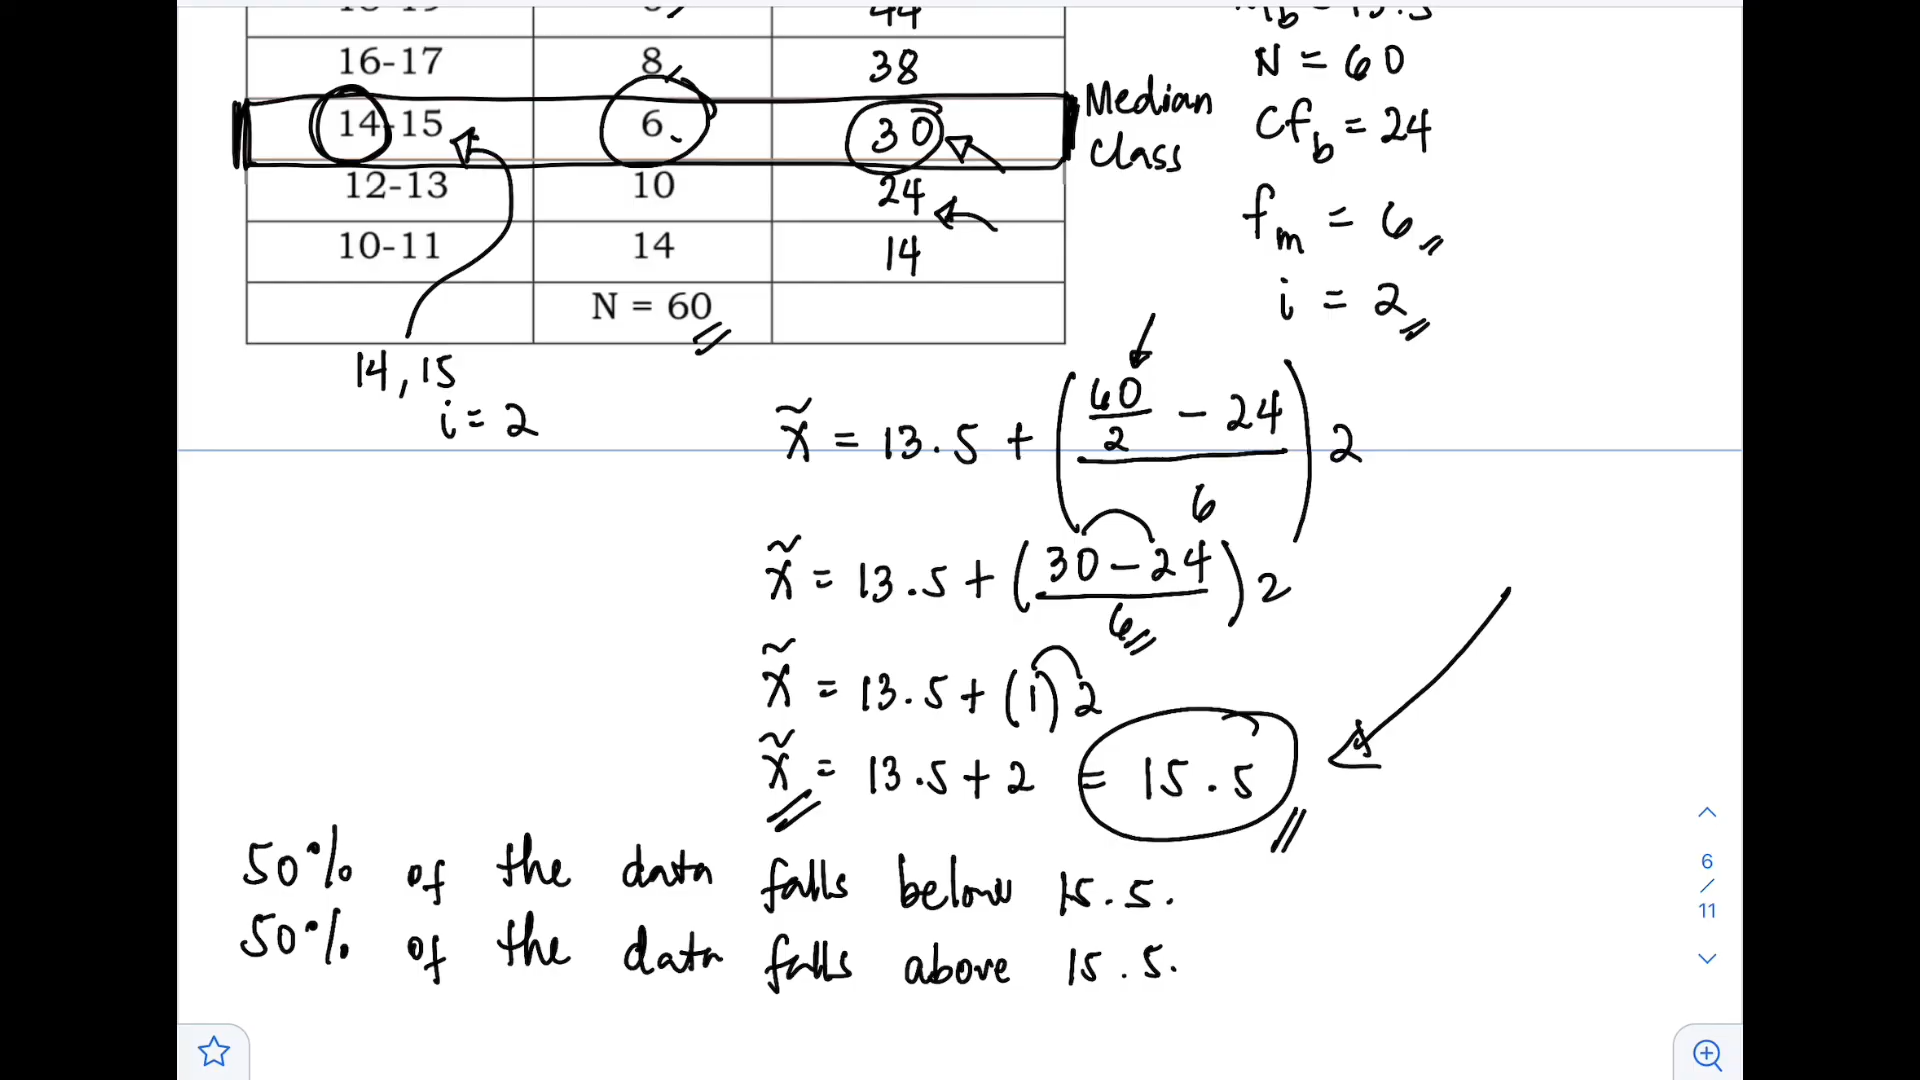 44
16-17 8 38
14-15 6 30
12-13 10 24
10-11 14 14
N = 60
Median
Class
N = 60
Cfb = 24
fm = 6
i = 2
14, 15
i = 2
x̃ = 13.5 + (60/2 - 24 / 6) 2
x̃ = 13.5 + (30 - 24 / 6) 2
x̃ = 13.5 + (1) 2
x̃ = 13.5 + 2 = 15.5
50% of the data falls below 15.5.
50% of the data falls above 15.5.
6
/
11